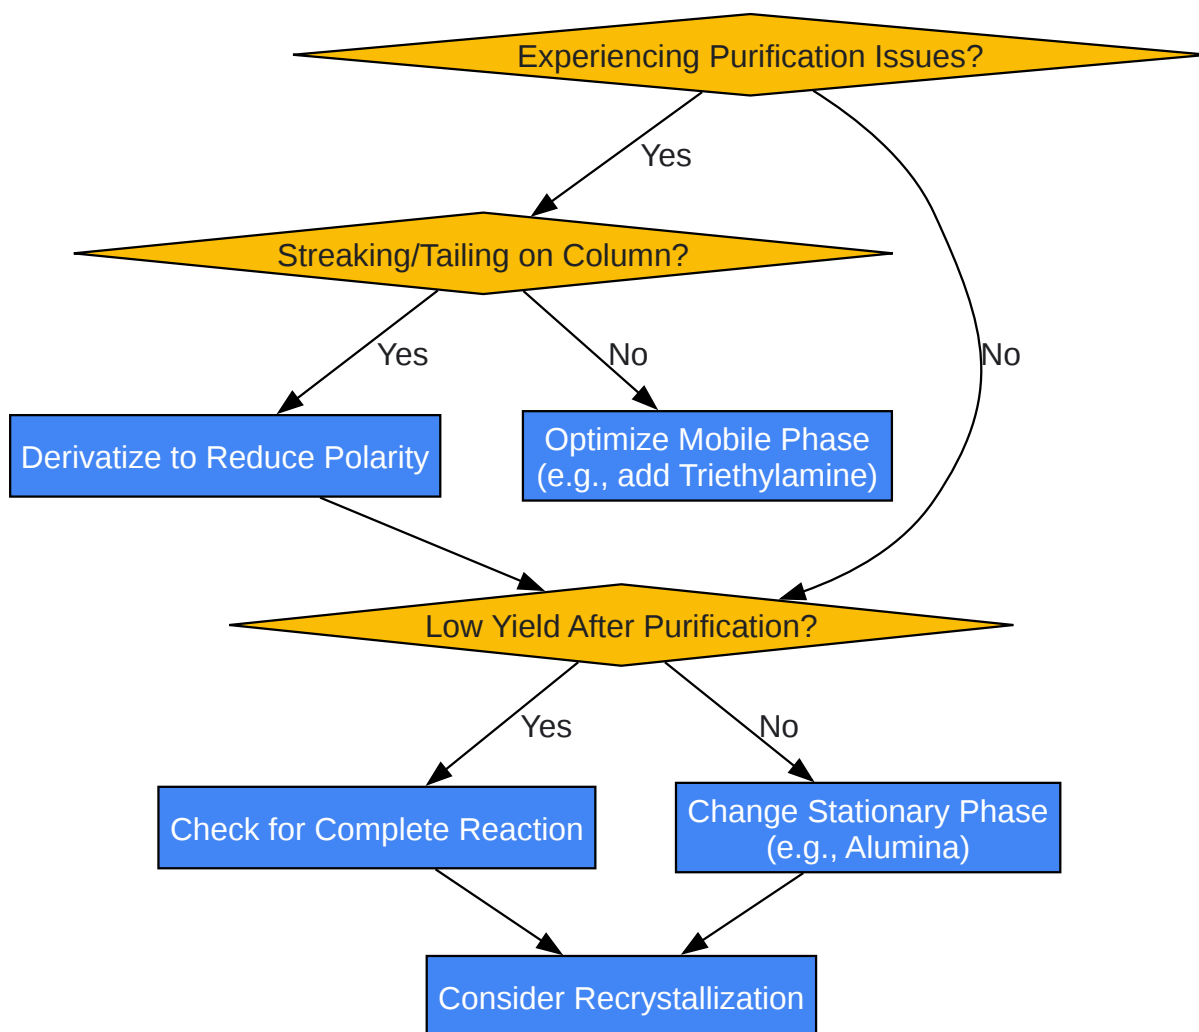 Experiencing Purification Issues?
Yes
Streaking/Tailing on Column?
Yes
No
No
Derivatize to Reduce Polarity
Optimize Mobile Phase
(e.g., add Triethylamine)
Low Yield After Purification?
Yes
No
Check for Complete Reaction
Change Stationary Phase
(e.g., Alumina)
Consider Recrystallization